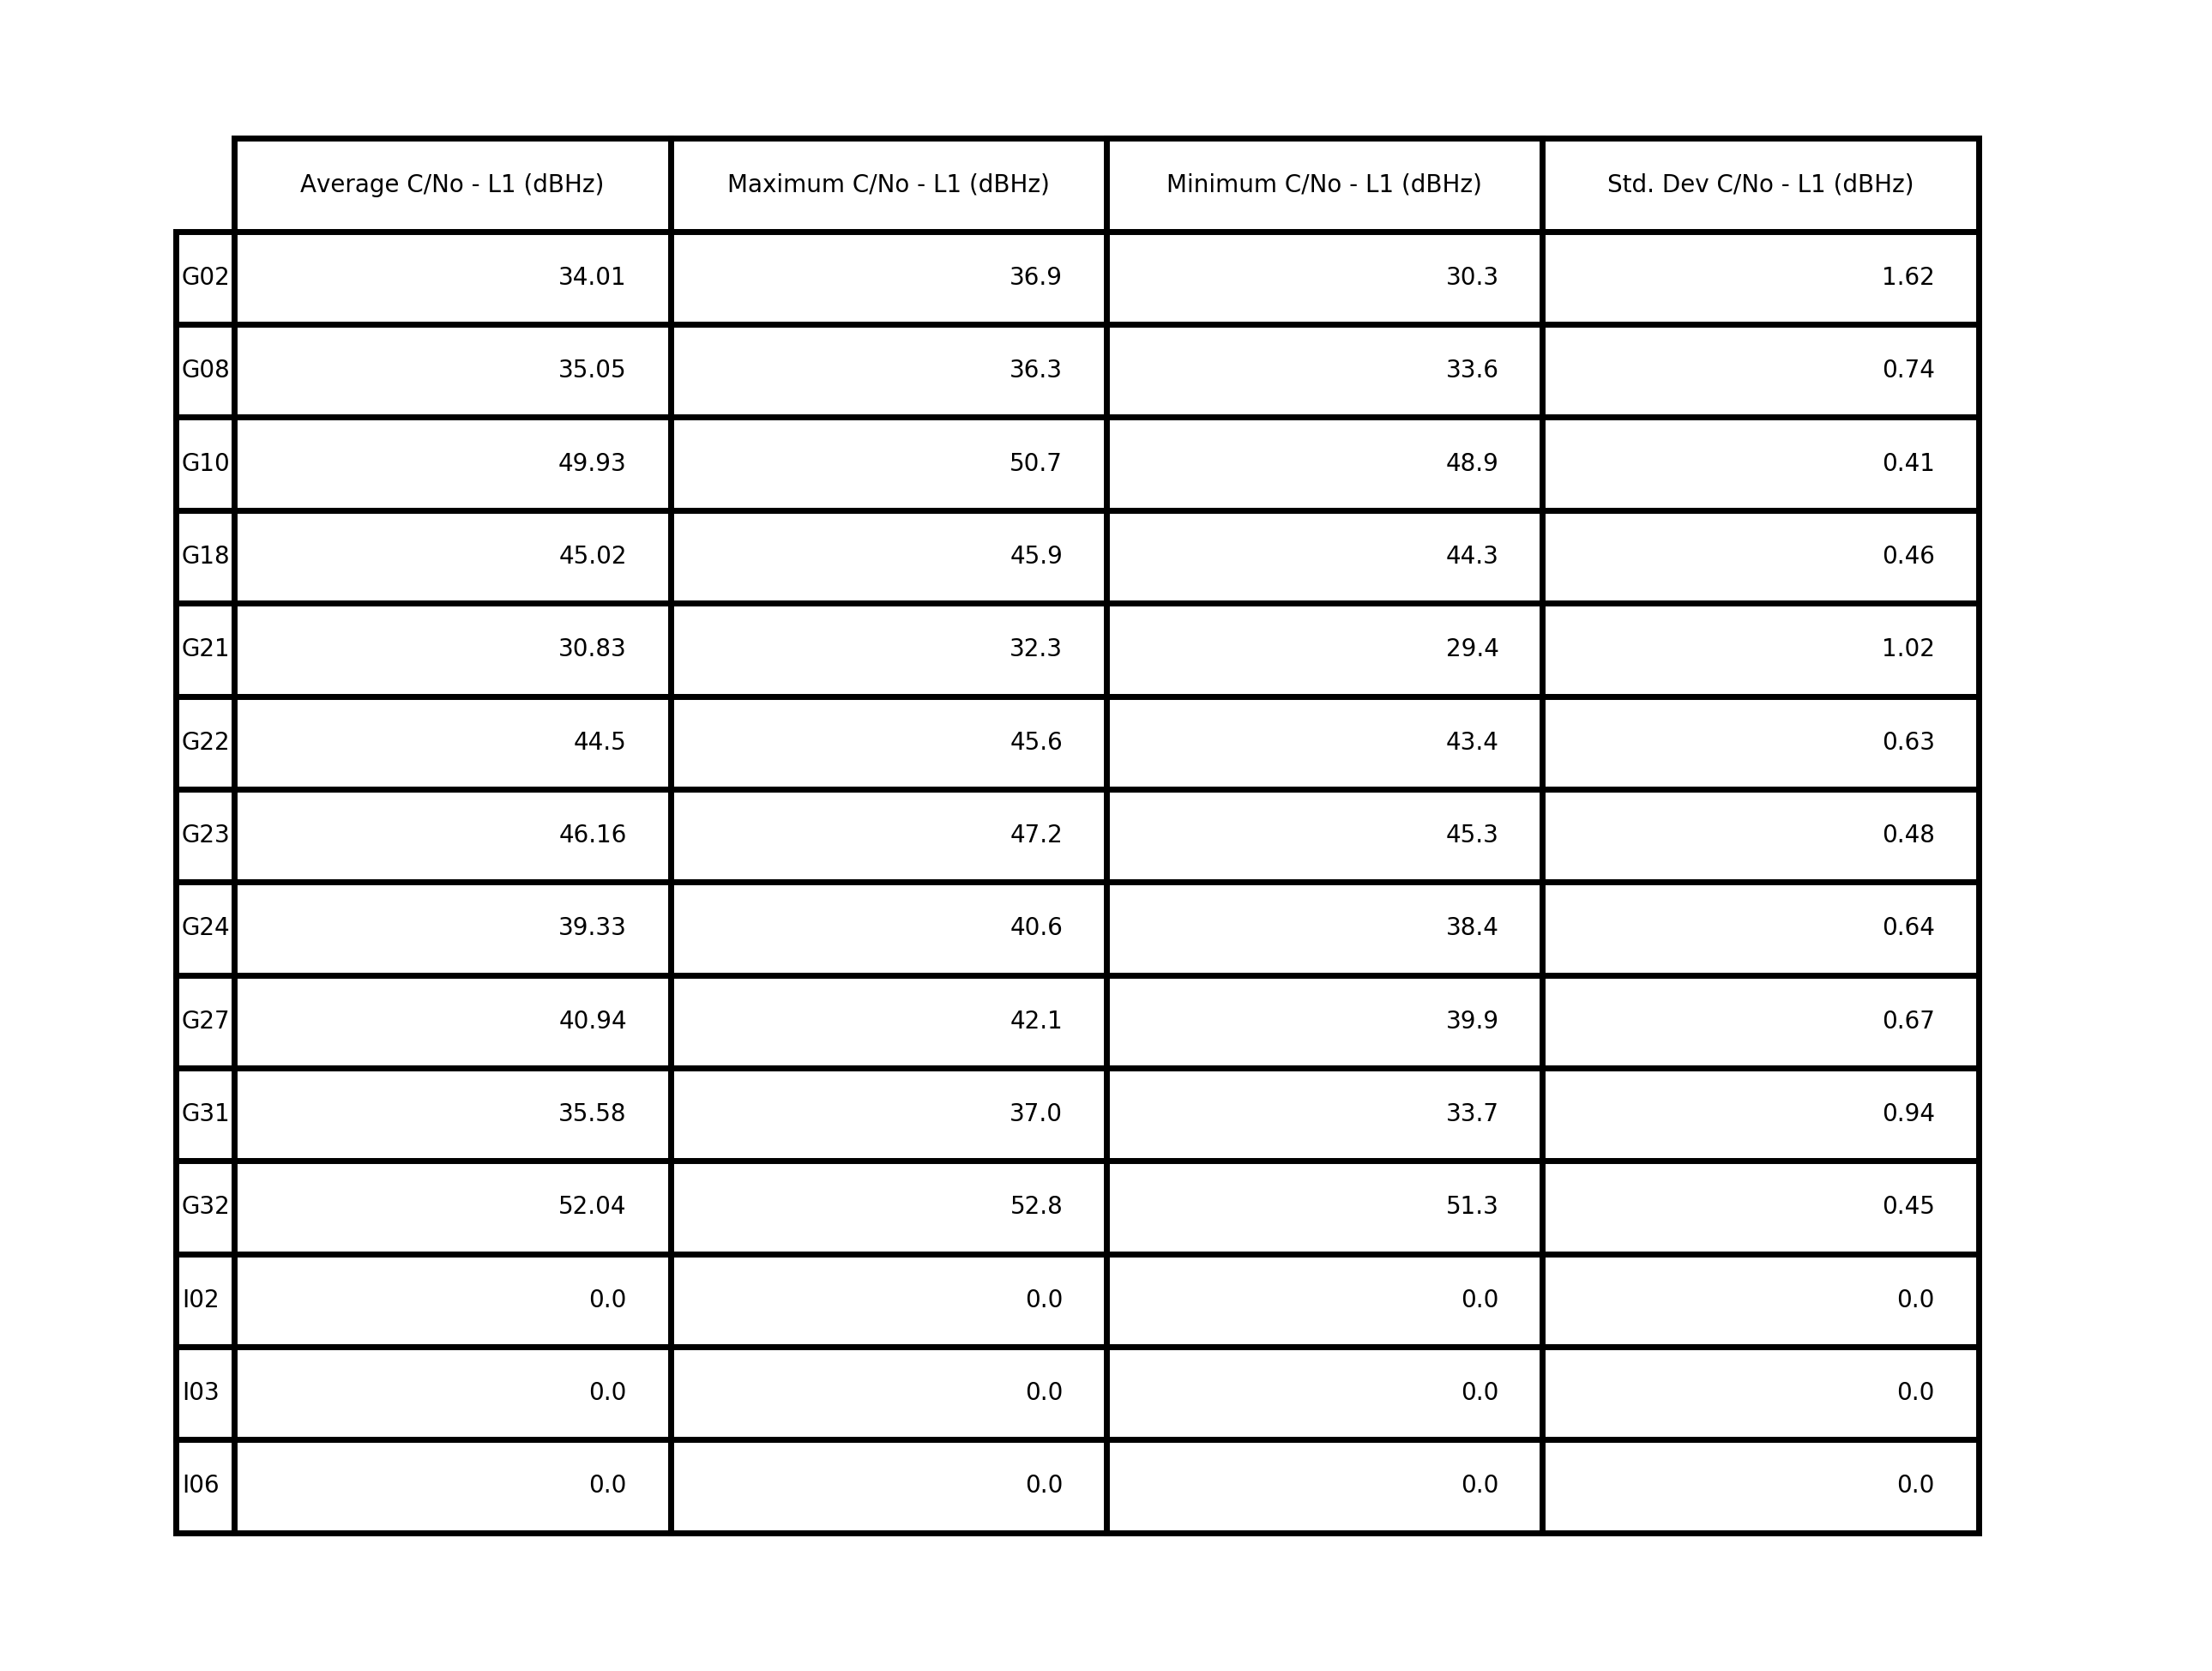 Average C/No - L1 (dBHz) Maximum C/No - L1 (dBHz) Minimum C/No - L1 (dBHz) Std. Dev C/No - L1 (dBHz)
G02 34.01 36.9 30.3 1.62
G08 35.05 36.3 33.6 0.74
G10 49.93 50.7 48.9 0.41
G18 45.02 45.9 44.3 0.46
G21 30.83 32.3 29.4 1.02
G22 44.5 45.6 43.4 0.63
G23 46.16 47.2 45.3 0.48
G24 39.33 40.6 38.4 0.64
G27 40.94 42.1 39.9 0.67
G31 35.58 37.0 33.7 0.94
G32 52.04 52.8 51.3 0.45
I02 0.0 0.0 0.0 0.0
I03 0.0 0.0 0.0 0.0
I06 0.0 0.0 0.0 0.0